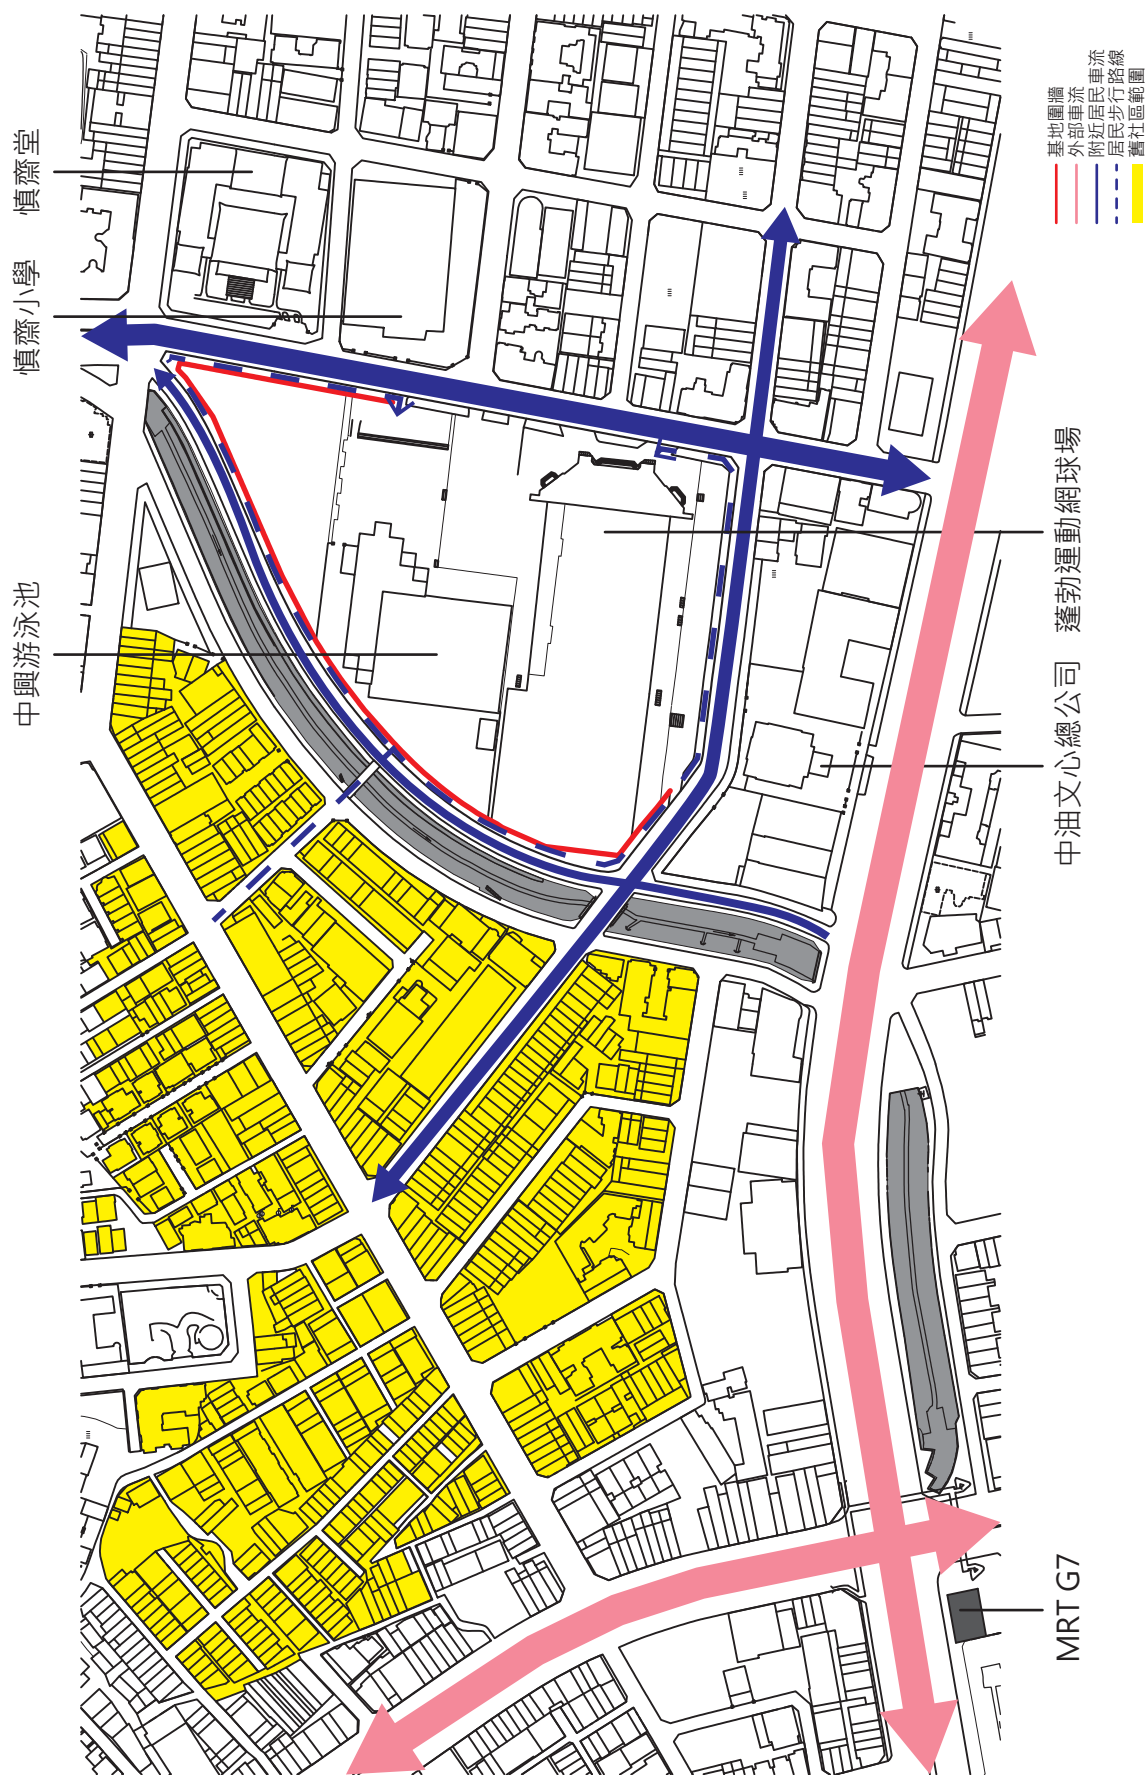 慎齋堂
慎齋小學
中興游泳池
基地圍牆
外部車流
附近居民車流
居民步行路線
舊社區範圍
蓬勃運動網球場
中油文心總公司
MRT G7